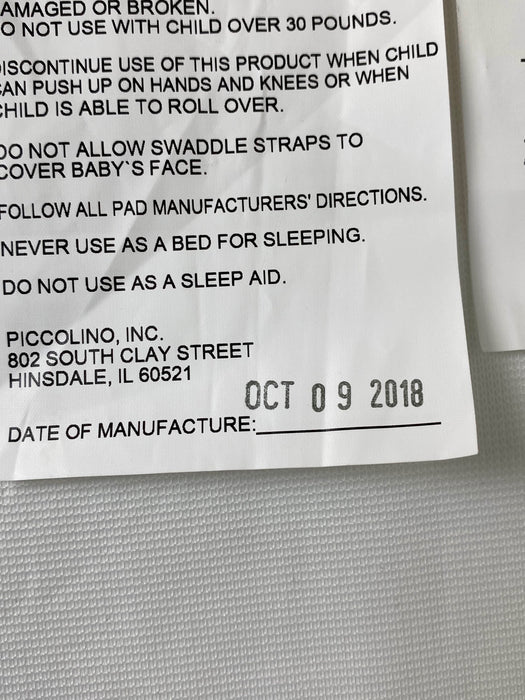 AMAGED OR BROKEN.
O NOT USE WITH CHILD OVER 30 POUNDS.
DISCONTINUE USE OF THIS PRODUCT WHEN CHILD
CAN PUSH UP ON HANDS AND KNEES OR WHEN
CHILD IS ABLE TO ROLL OVER.
DO NOT ALLOW SWADDLE STRAPS TO
COVER BABY`S FACE.
FOLLOW ALL PAD MANUFACTURERS' DIRECTIONS.
NEVER USE AS A BED FOR SLEEPING.
DO NOT USE AS A SLEEP AID.
PICCOLINO, INC.
802 SOUTH CLAY STREET
HINSDALE, IL 60521
OCT 09 2018
DATE OF MANUFACTURE: